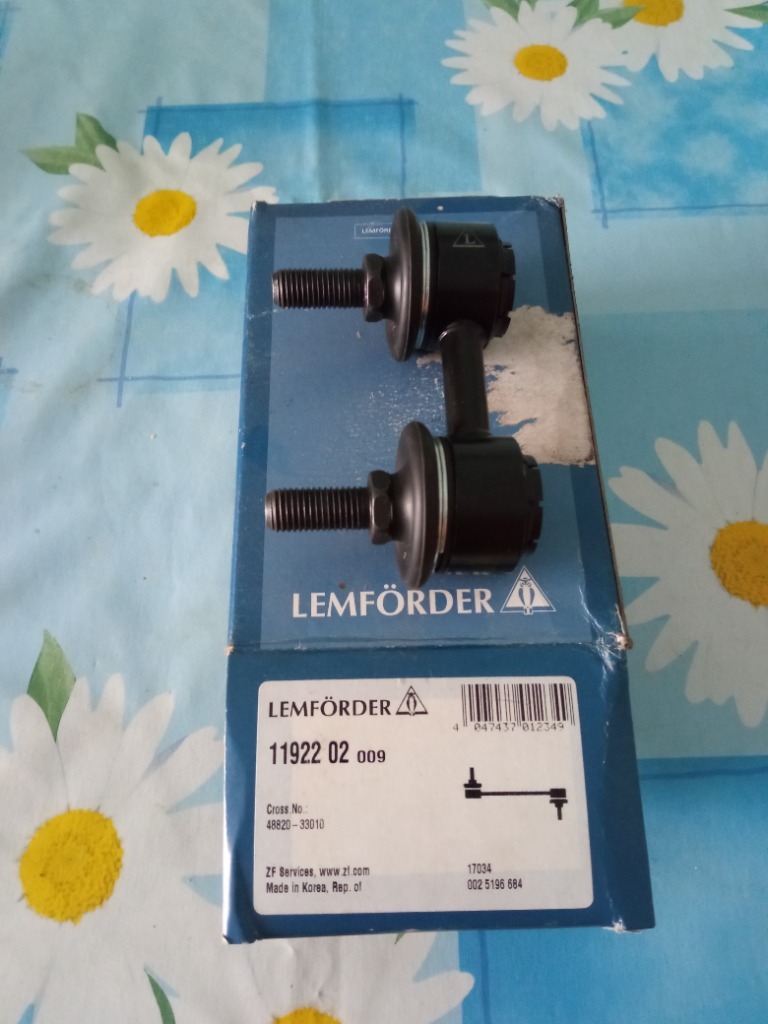 LEMFÖRDER
LEMFÖRDER
4 047437 012349
11922 02 009
Cross No.:
48820-33010
ZF Services, www.zf.com
Made in Korea, Rep. of
17034
002 5196 684